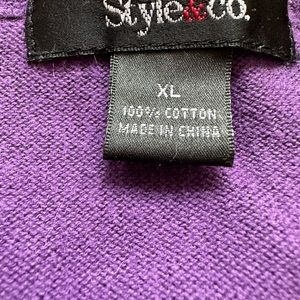 Style&co.
XL
100% COTTON
MADE IN CHINA